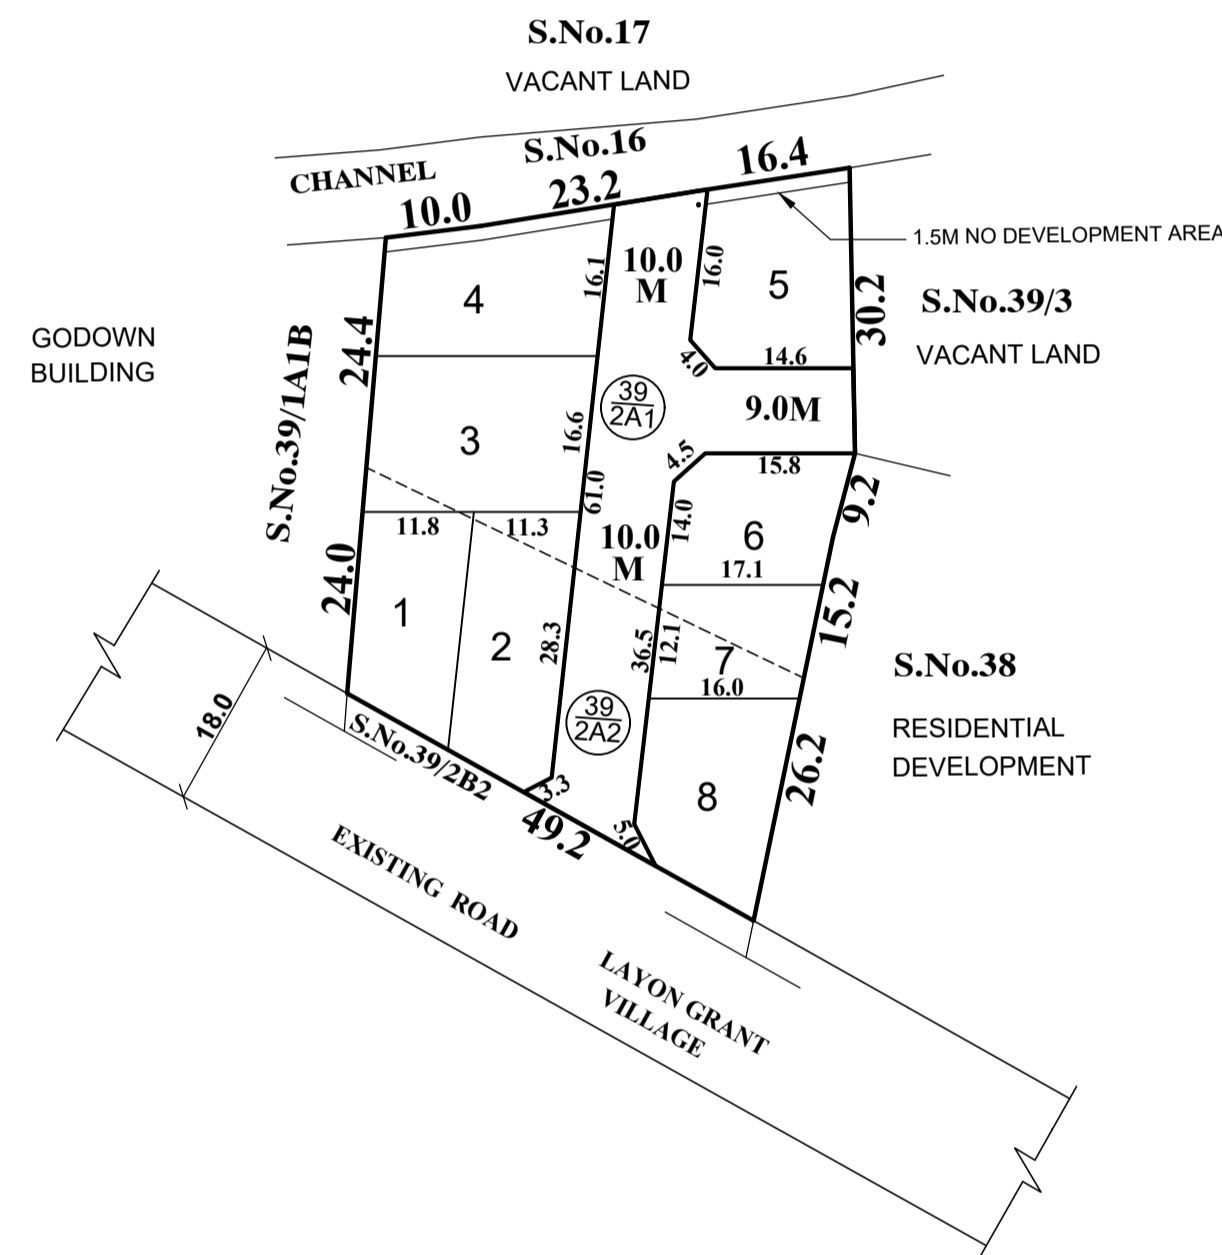 S.No.17
VACANT LAND
S.No.16
CHANNEL
10.0
23.2
16.4
1.5M NO DEVELOPMENT AREA
4
16.1
10.0
M
16.0
5
30.2
S.No.39/3
VACANT LAND
GODOWN
BUILDING
S.No.39/1A1B
24.4
4.0
14.6
39
2A1
9.0M
3
16.6
4.5
15.8
9.2
61.0
11.8
11.3
10.0
M
14.0
6
17.1
24.0
1
2
28.3
36.5
12.1
7
16.0
15.2
S.No.38
RESIDENTIAL
DEVELOPMENT
18.0
S.No.39/2B2
39
2A2
3.3
49.2
5.0
8
26.2
EXISTING ROAD
LAYON GRANT
VILLAGE